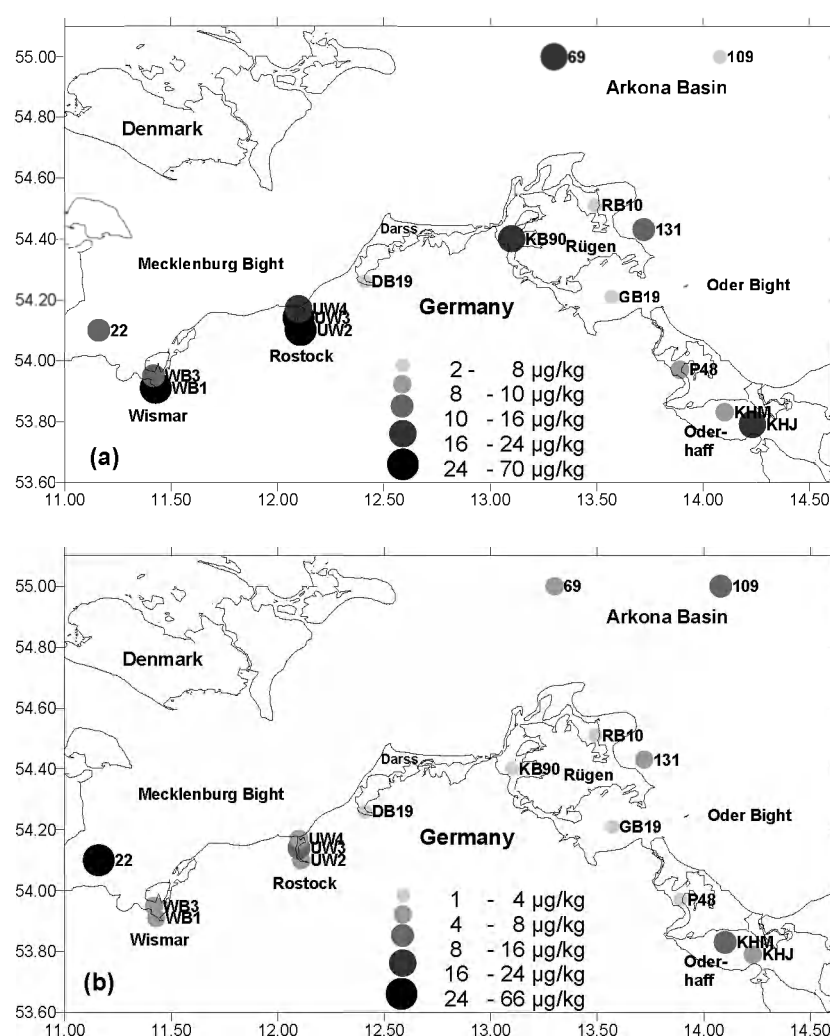 55.00
69
109
Arkona Basin
54.80
Denmark
54.60
RB10
131
54.40
Darss
KB90
Rügen
Mecklenburg Bight
DB19
Oder Bight
54.20
GB19
UW4
Germany
UW3
22
UW2
Rostock
54.00
WB3
P48
2 - 8 µg/kg
WB1
8 - 10 µg/kg
53.80
Wismar
KHM
10 - 16 µg/kg
KHJ
Oder-
haff
16 - 24 µg/kg
(a)
24 - 70 µg/kg
53.60
11.00 11.50 12.00 12.50 13.00 13.50 14.00 14.50
55.00
69
109
Arkona Basin
54.80
Denmark
54.60
RB10
131
54.40
Darss
KB90
Rügen
Mecklenburg Bight
DB19
Oder Bight
54.20
GB19
UW4
Germany
UW3
22
UW2
Rostock
54.00
WB3
P48
1 - 4 µg/kg
WB1
4 - 8 µg/kg
53.80
Wismar
KHM
8 - 16 µg/kg
KHJ
Oder-
haff
16 - 24 µg/kg
(b)
24 - 66 µg/kg
53.60
11.00 11.50 12.00 12.50 13.00 13.50 14.00 14.50